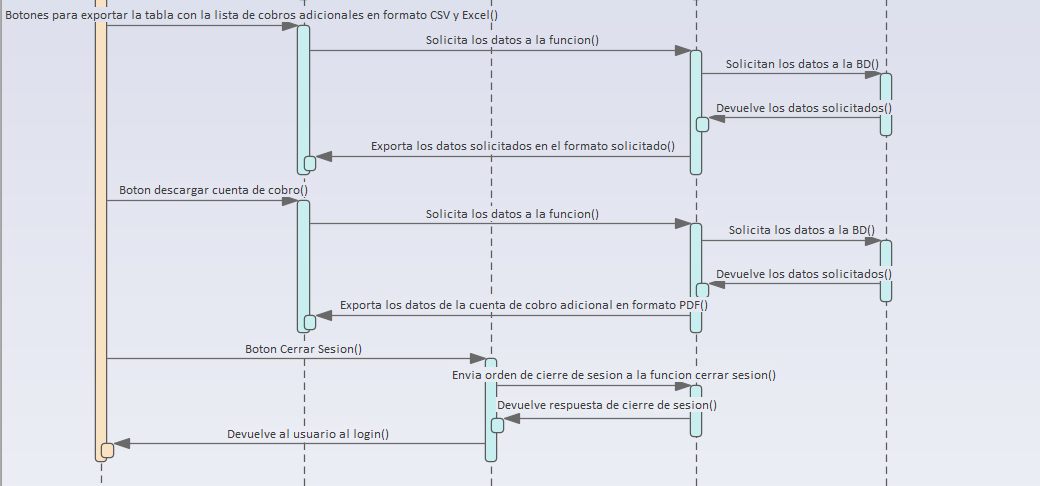 Botones para exportar la tabla con la lista de cobros adicionales en formato CSV y Excel()
Solicita los datos a la funcion()
Solicitan los datos a la BD()
Devuelve los datos solicitados()
Exporta los datos solicitados en el formato solicitado()
Boton descargar cuenta de cobro()
Solicita los datos a la funcion()
Solicita los datos a la BD()
Devuelve los datos solicitados()
Exporta los datos de la cuenta de cobro adicional en formato PDF()
Boton Cerrar Sesion()
Envia orden de cierre de sesion a la funcion cerrar sesion()
Devuelve respuesta de cierre de sesion()
Devuelve al usuario al login()